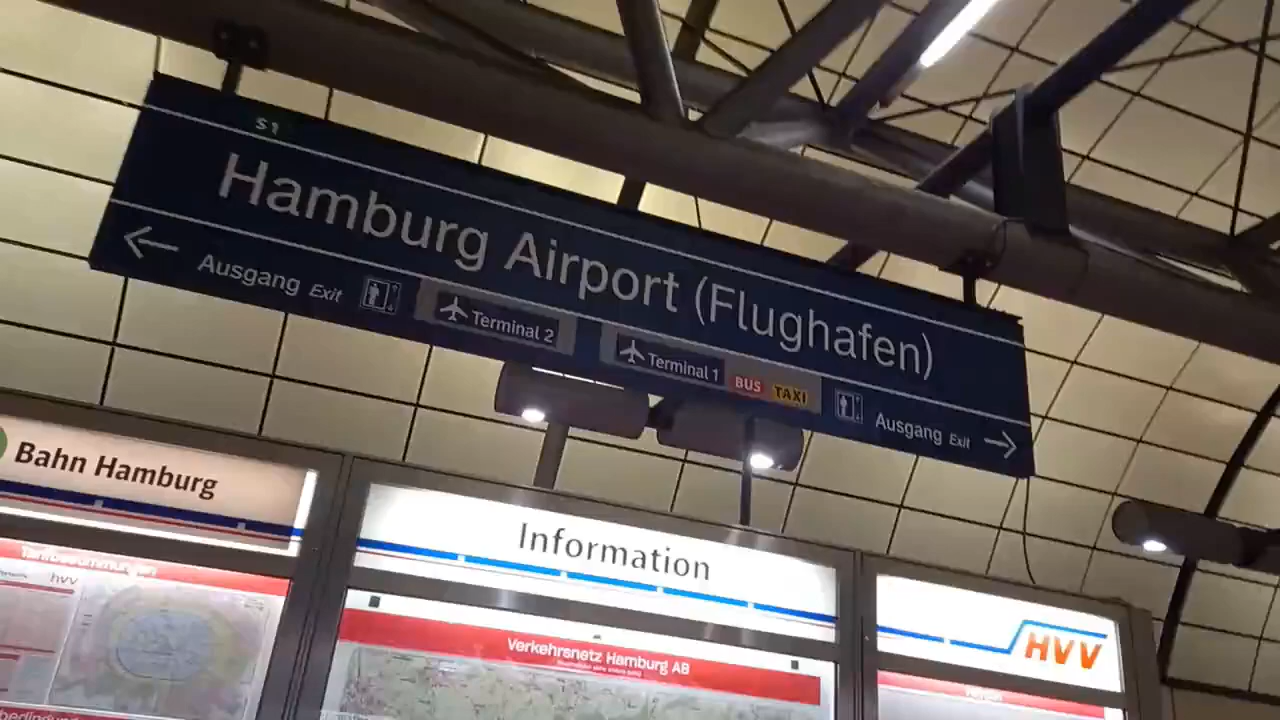 S1
Hamburg Airport (Flughafen)
Ausgang Exit
Terminal 2
Terminal 1
BUS TAXI
Ausgang Exit
Bahn Hamburg
Information
HVV
Tarifbestimmungen
hvv
Verkehrsnetz Hamburg AB